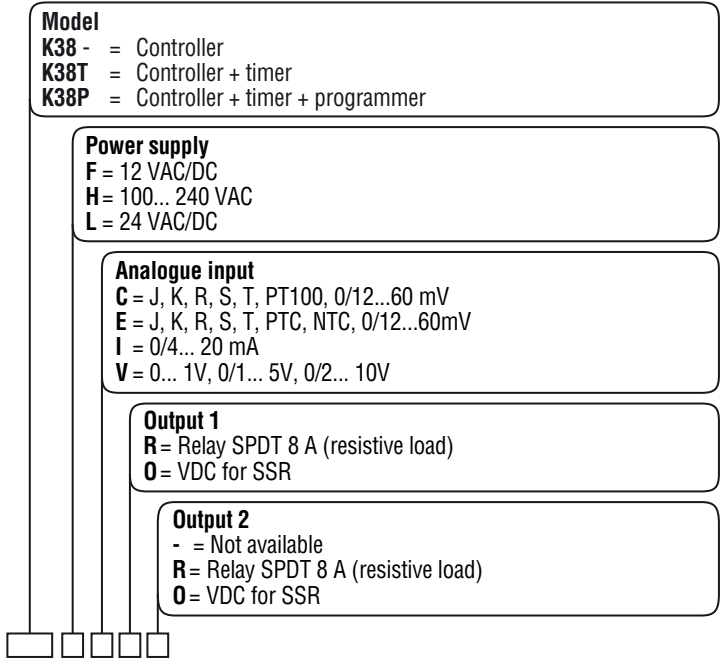 Model
K38 - = Controller
K38T = Controller + timer
K38P = Controller + timer + programmer
Power supply
F = 12 VAC/DC
H = 100... 240 VAC
L = 24 VAC/DC
Analogue input
C = J, K, R, S, T, PT100, 0/12...60 mV
E = J, K, R, S, T, PTC, NTC, 0/12...60mV
I = 0/4... 20 mA
V = 0... 1V, 0/1... 5V, 0/2... 10V
Output 1
R = Relay SPDT 8 A (resistive load)
O = VDC for SSR
Output 2
- = Not available
R = Relay SPDT 8 A (resistive load)
O = VDC for SSR